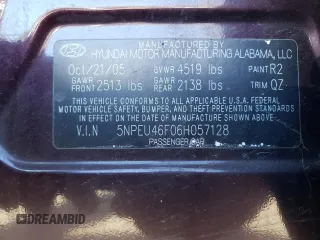 MANUFACTURED BY
HYUNDAI MOTOR MANUFACTURING ALABAMA, LLC
Oct/21/05 GVWR 4519 lbs PAINT R2
GAWR FRONT 2513 lbs GAWR REAR 2138 lbs TRIM QZ
THIS VEHICLE CONFORMS TO ALL APPLICABLE
FEDERAL MOTOR VEHICLE SAFETY, BUMPER,
AND THEFT PREVENTION STANDARDS
IN EFFECT ON THE DATE OF MANUFACTURE SHOWN ABOVE.
V.I.N 5NPEU46F06H057128
PASSENGER CAR
© DREAMBID